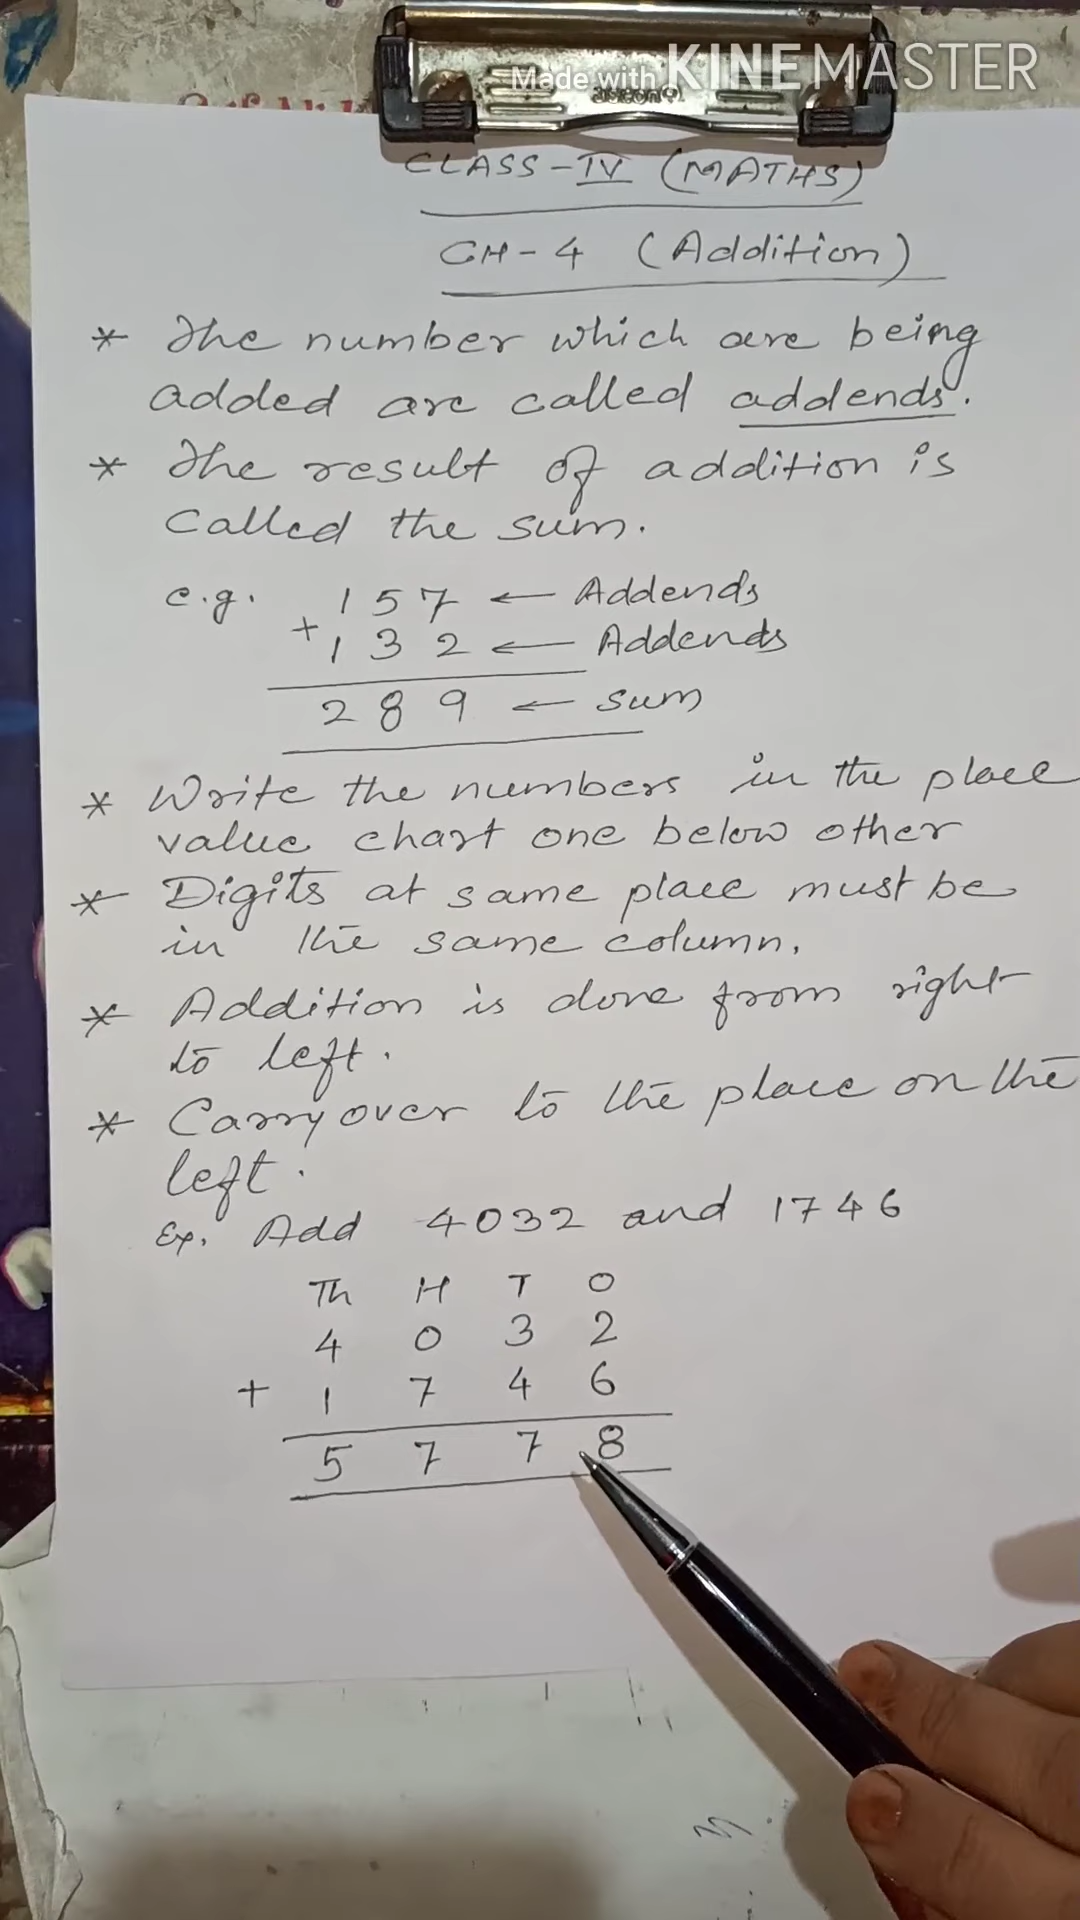 Made with KINEMASTER
CLASS-IV (MATHS)
CH-4 (Addition)
* The number which are being
added are called addends.
* The result of addition is
called the sum.
e.g. 157 ← Addends
+ 132 ← Addends
289 ← sum
* Write the numbers in the place
value chart one below other
* Digits at same place must be
in the same column.
* Addition is done from right
to left.
* Carry over to the place on the
left.
Ex. Add 4032 and 1746
Th H T O
4 0 3 2
+ 1 7 4 6
5 7 7 8